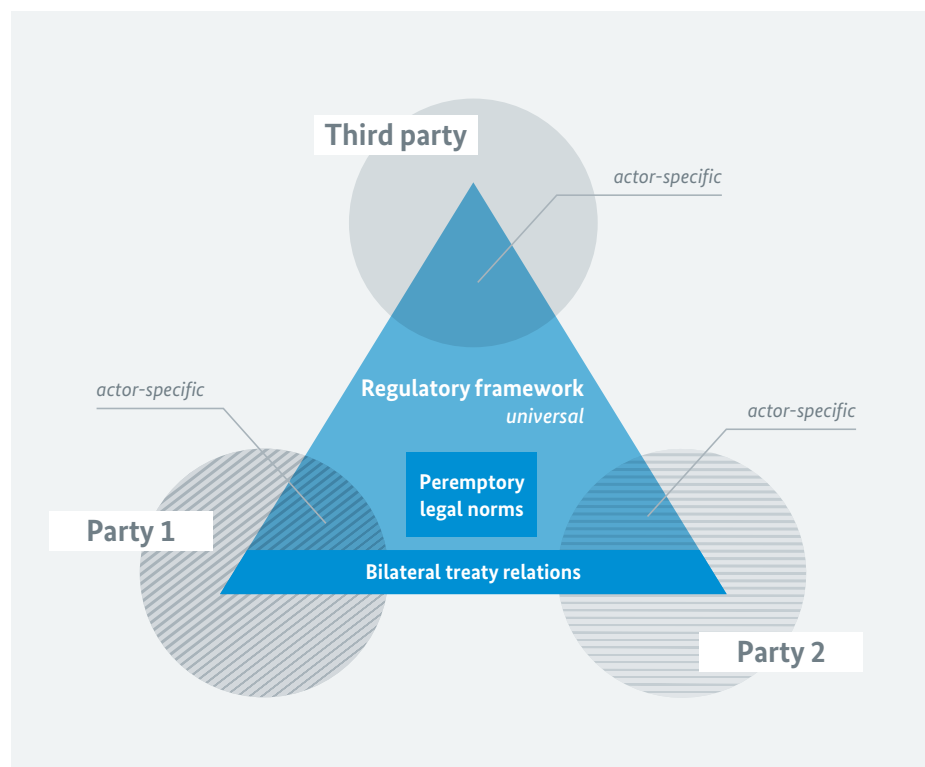 Third party
actor-specific
Regulatory framework
universal
actor-specific
actor-specific
Peremptory
legal norms
Party 1
Bilateral treaty relations
Party 2